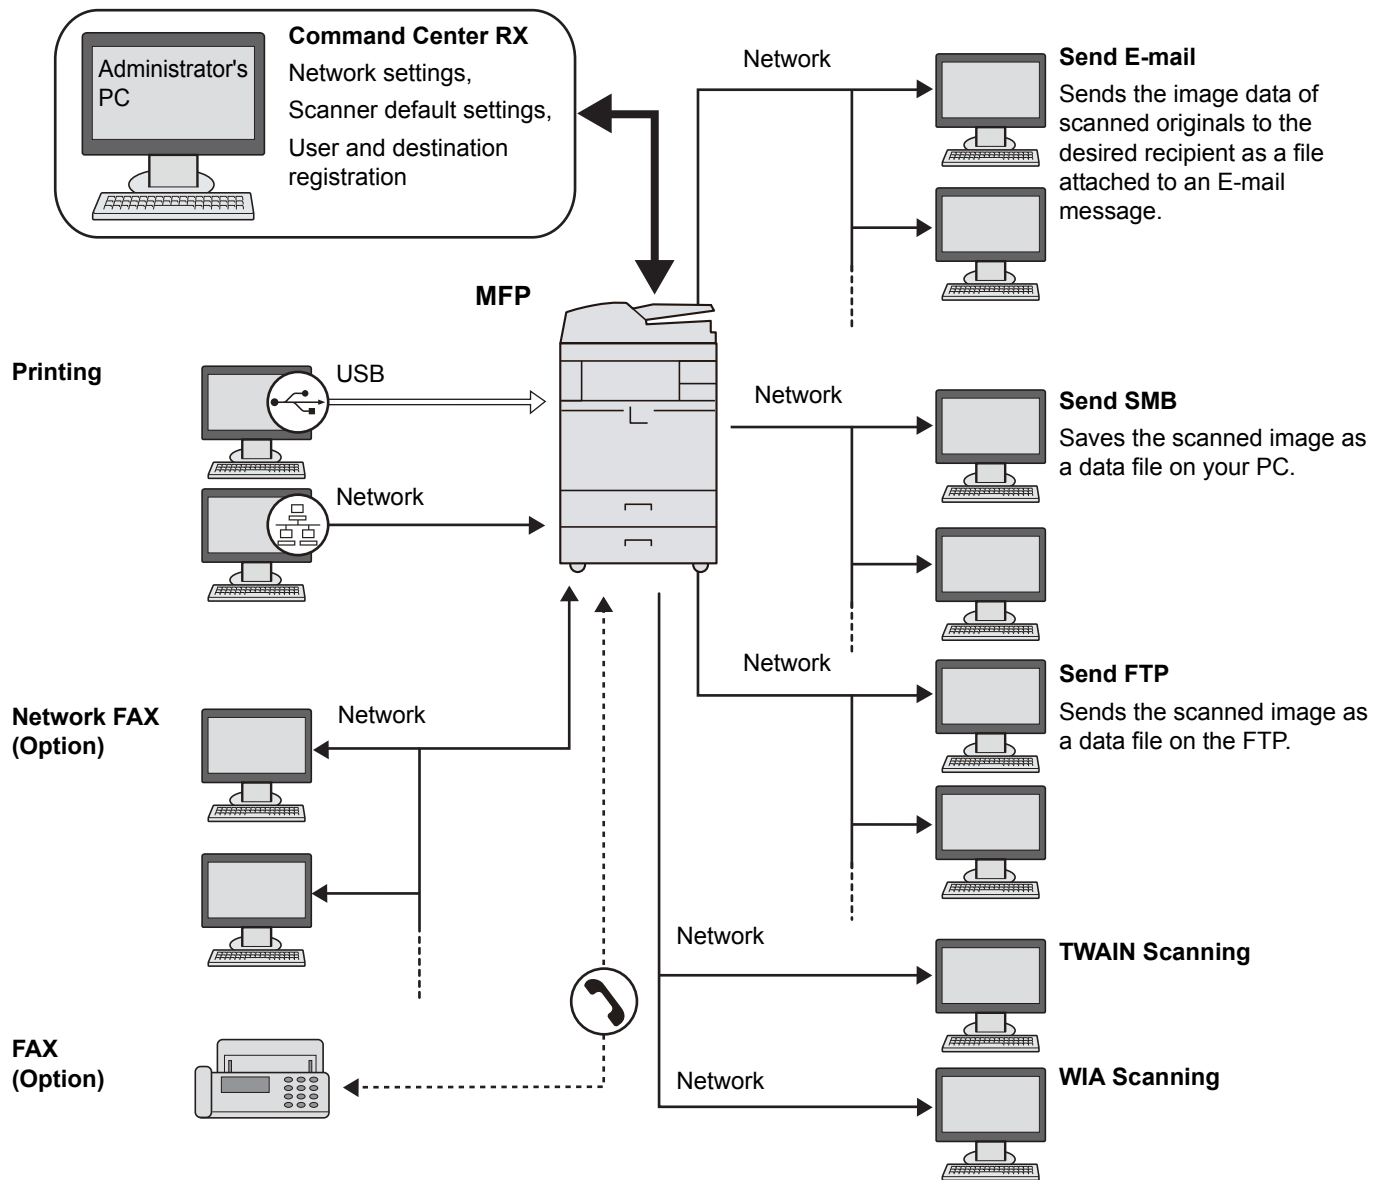 Command Center RX
Administrator's
PC
Network settings,
Scanner default settings,
User and destination
registration
Network
Send E-mail
Sends the image data of
scanned originals to the
desired recipient as a file
attached to an E-mail
message.
MFP
Printing
USB
Network
Network
Send SMB
Saves the scanned image as
a data file on your PC.
Network
Send FTP
Sends the scanned image as
a data file on the FTP.
Network FAX
(Option)
Network
Network
TWAIN Scanning
FAX
(Option)
Network
WIA Scanning